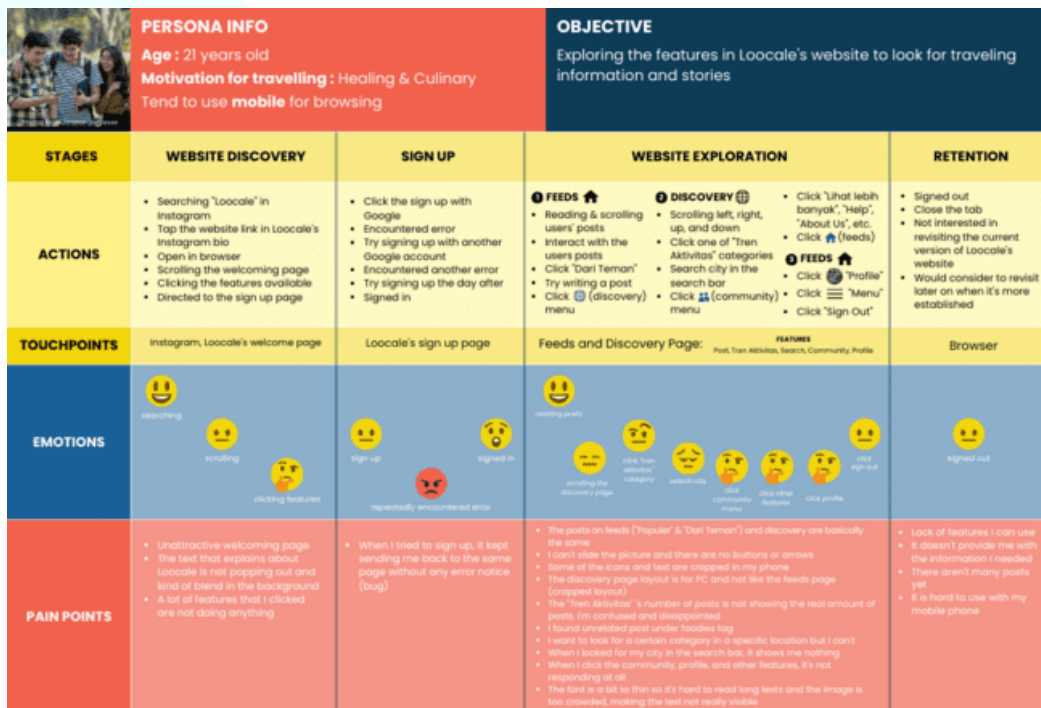 PERSONA INFO
Age : 21 years old
Motivation for travelling : Healing & Culinary
Tend to use mobile for browsing
OBJECTIVE
Exploring the features in Loocale's website to look for traveling
information and stories
STAGES
WEBSITE DISCOVERY
SIGN UP
WEBSITE EXPLORATION
RETENTION
ACTIONS
• Searching "Loocale" in
Instagram
• Tap the website link in Loocale's
Instagram bio
• Open in browser
• Scrolling the welcoming page
• Clicking the features available
• Directed to the sign up page
• Click the sign up with
Google
• Encountered error
• Try signing up with another
Google account
• Encountered another error
• Try signing up the day after
• Signed in
1 FEEDS
• Reading & scrolling
users' posts
• Interact with the
users posts
• Click "Dari Teman"
• Try writing a post
• Click (discovery)
menu
2 DISCOVERY
• Scrolling left, right,
up, and down
• Click one of "Tren
Aktivitas" categories
• Search city in the
search bar
• Click (community)
menu
• Click "Lihat lebih
banyak", "Help",
"About Us", etc.
• Click (feeds)
3 FEEDS
• Click "Profile"
• Click "Menu"
• Click "Sign Out"
• Signed out
• Close the tab
• Not interested in
revisiting the current
version of Loocale's
website
• Would consider to revisit
later on when it's more
established
TOUCHPOINTS
Instagram, Loocale's welcome page
Loocale's sign up page
Feeds and Discovery Page:
FEATURES
Post, Tren Aktivitas, Search, Community, Profile
Browser
EMOTIONS
searching
scrolling
clicking features
sign up
repeatedly encountered error
signed in
reading posts
scrolling the
discovery page
click "tren
aktivitas"
category
search city
click
community
menu
click other
features
click profile
click
sign out
signed out
PAIN POINTS
• Unattractive welcoming page
• The text that explains about
Loocale is not popping out and
kind of blend in the background
• A lot of features that I clicked
are not doing anything
• When I tried to sign up, it kept
sending me back to the same
page without any error notice
(bug)
• The posts on feeds ("Populer" & "Dari Teman") and discovery are basically
the same
• I can't slide the picture and there are no buttons or arrows
• Some of the icons and text are cropped in my phone
• The discovery page layout is for PC and not like the feeds page
(cropped layout)
• The "Tren Aktivitas" 's number of posts is not showing the real amount of
posts. I'm confused and disappointed
• I found unrelated post under foodies tag
• I want to look for a certain category in a specific location but I can't
• When I looked for my city in the search bar, it shows me nothing
• When I click the community, profile, and other features, it's not
responding at all
• The font is a bit to thin so it's hard to read long texts and the image is
too crowded, making the text not really visible
• Lack of features I can use
• It doesn't provide me with
the information I needed
• There aren't many posts
yet
• It is hard to use with my
mobile phone